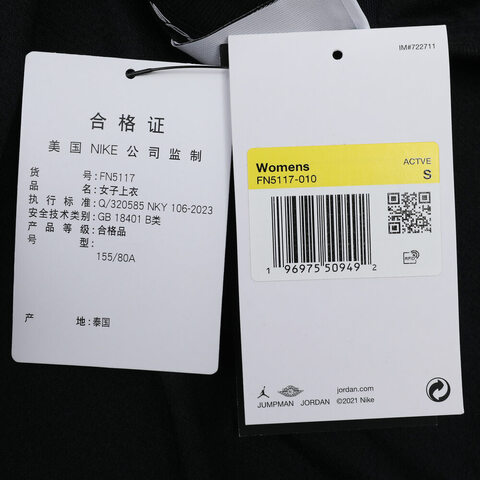 合格证
美国 NIKE 公司监制
货号:FN5117
品名:女子上衣
执行标准:Q/320585 NKY 106-2023
安全技术类别:GB 18401 B类
产品等级:合格品
号型:
155/80A
产地:泰国
IM#722711
Womens
ACTVE
FN5117-010
S
1 96975 50949 2
RFID
jordan.com
JUMPMAN JORDAN ©2021 Nike